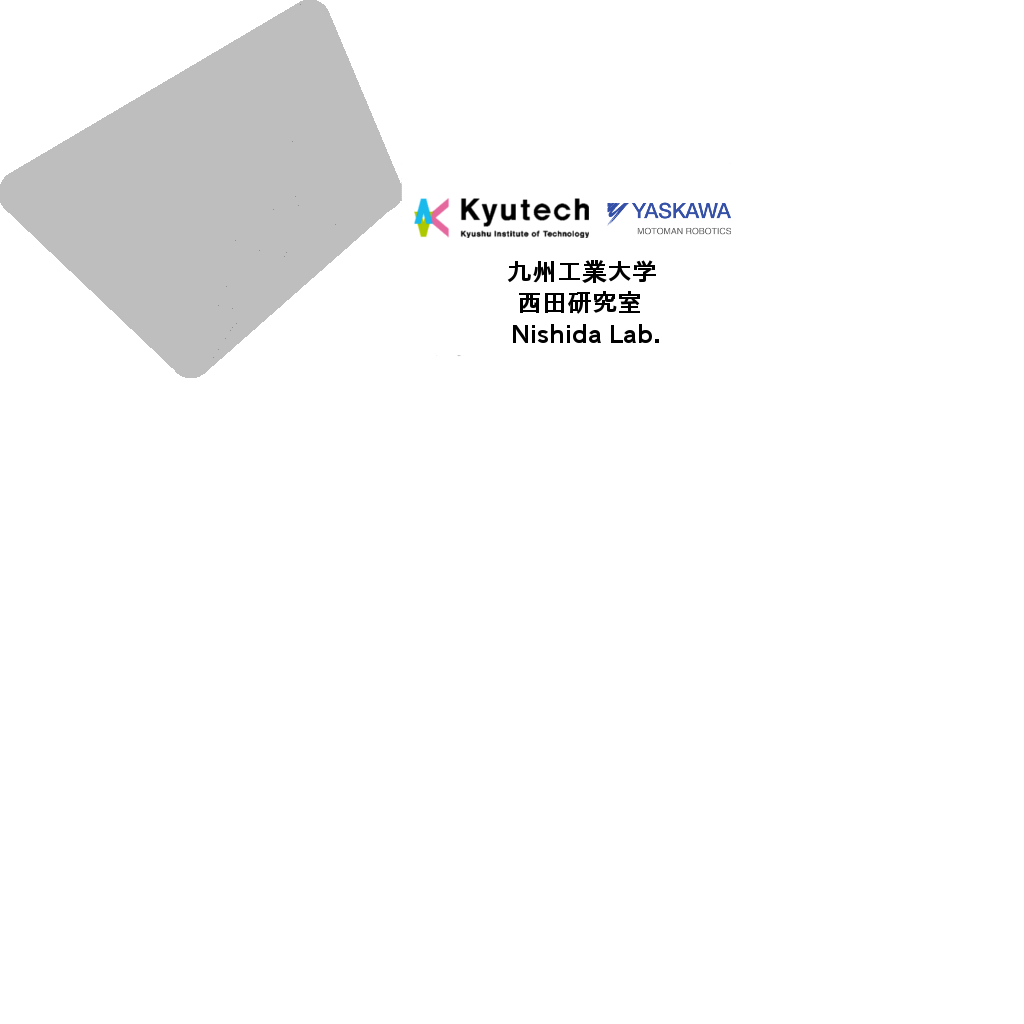 Kyutech
Kyushu Institute of Technology
YASKAWA
MOTOMAN ROBOTICS
九州工業大学
西田研究室
Nishida Lab.